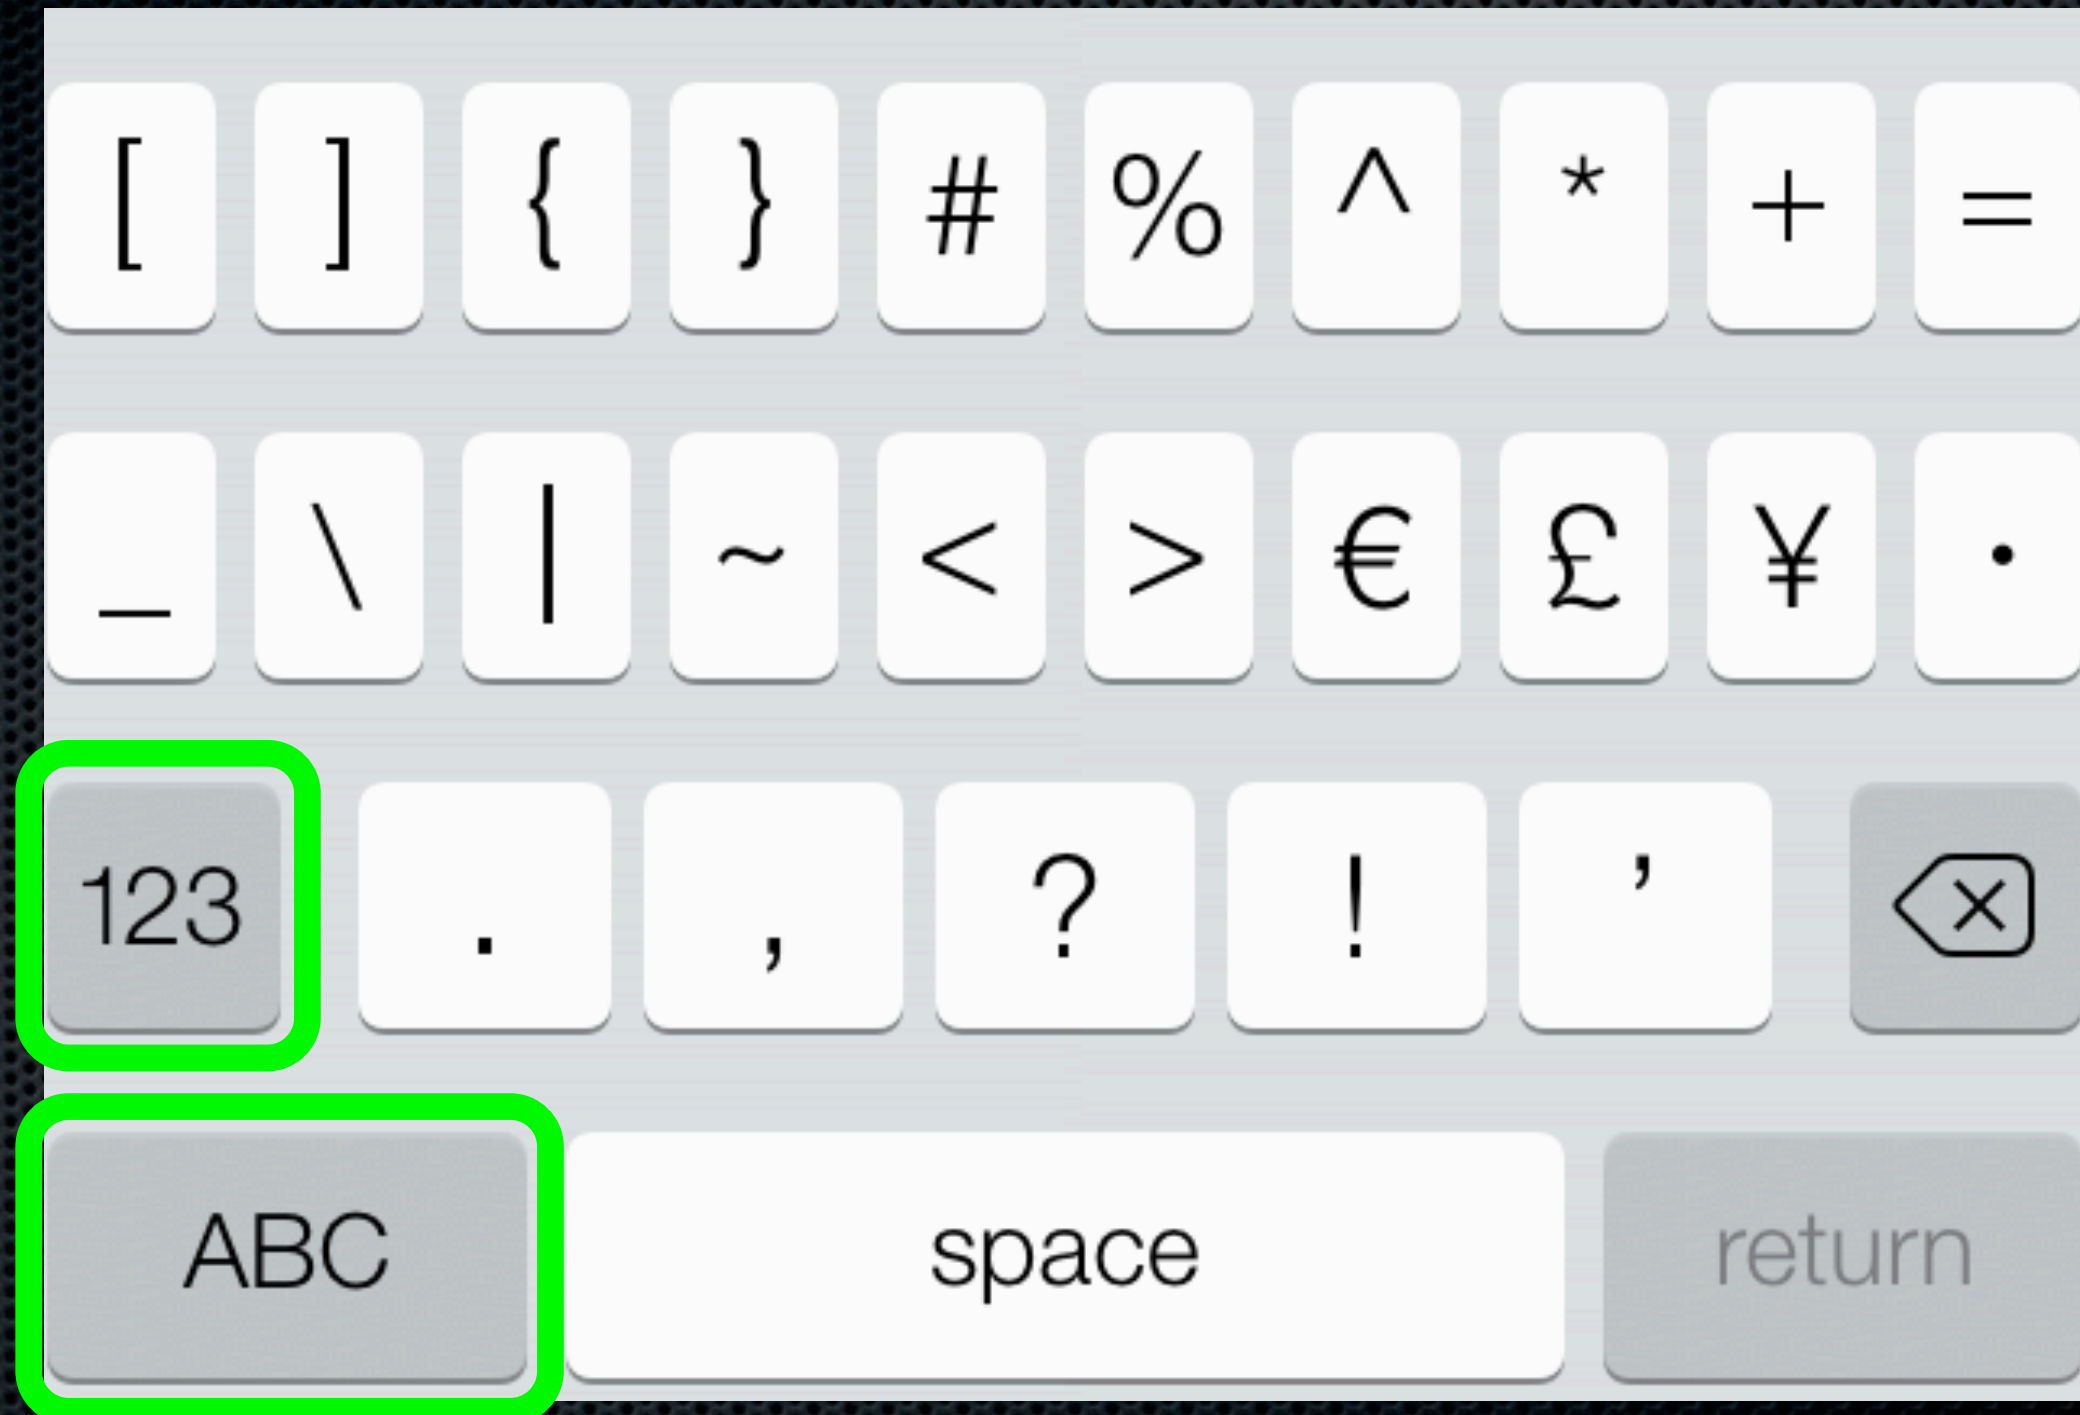 [ ] { } # % ^ * + =
_ \ | ~ < > € £ ¥ •
123 . , ? ! ’
ABC space return